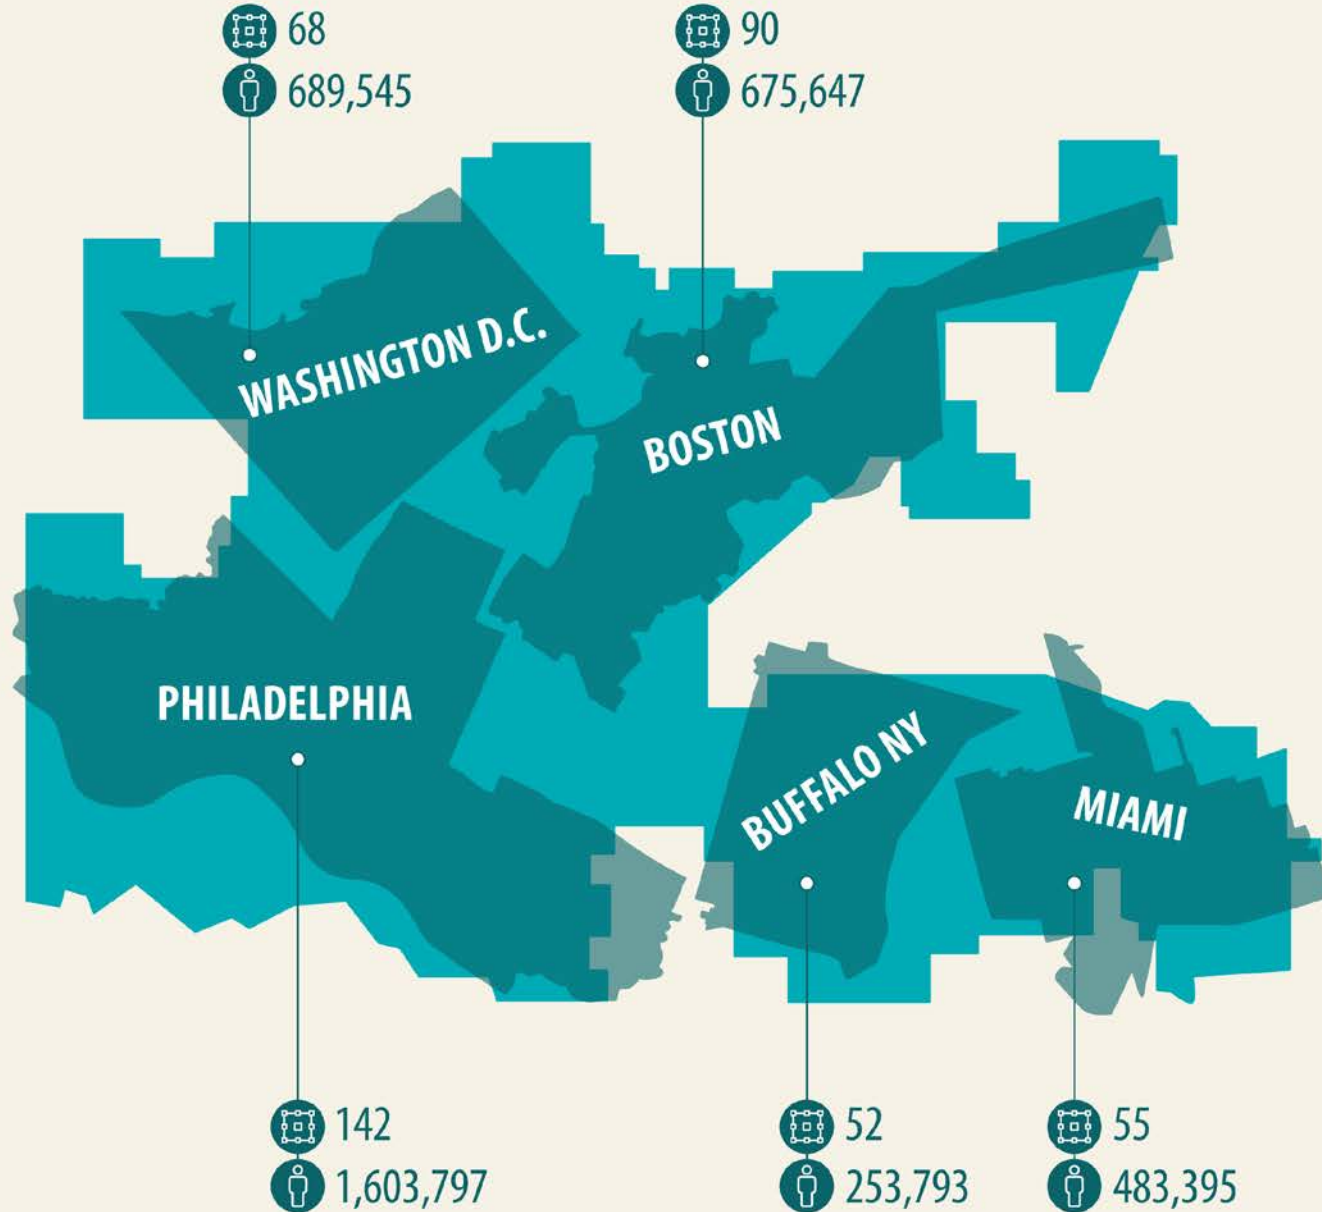 68
689,545
90
675,647
WASHINGTON D.C.
BOSTON
PHILADELPHIA
BUFFALO NY
MIAMI
142
1,603,797
52
253,793
55
483,395